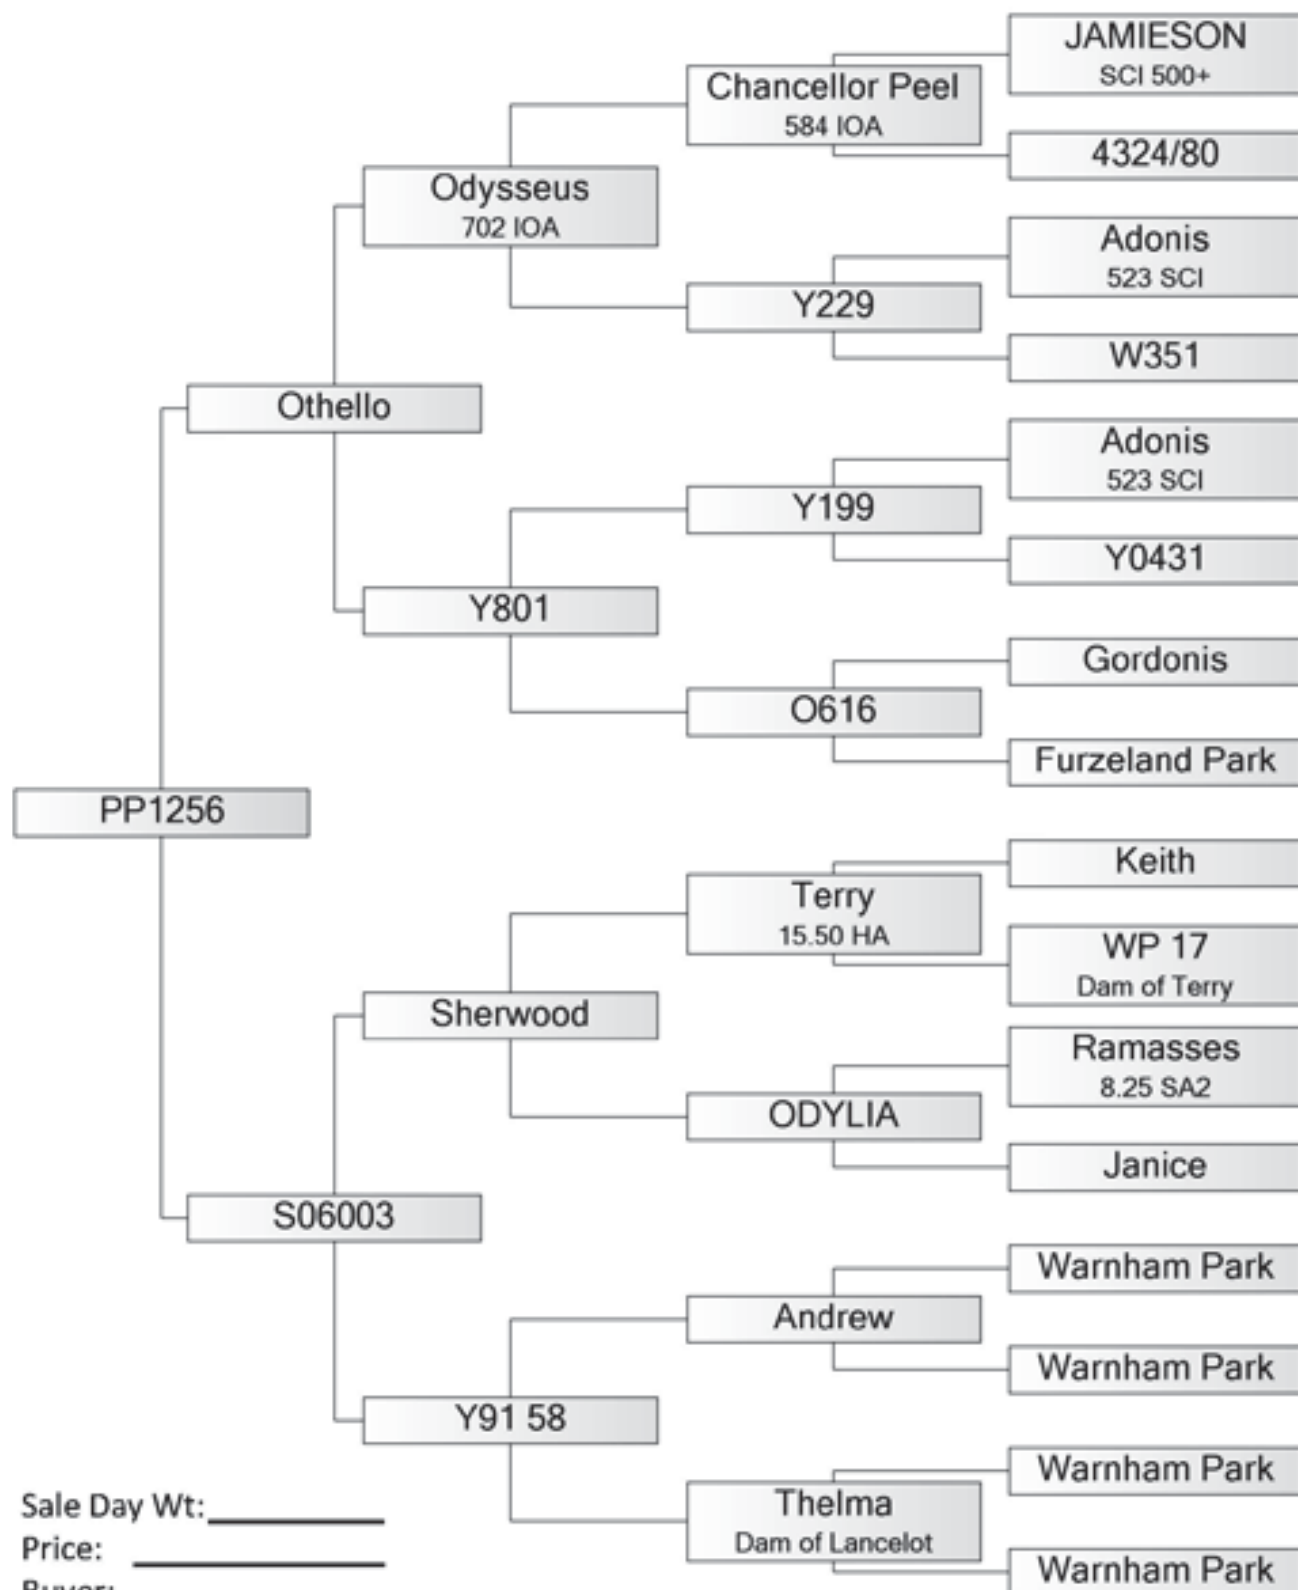 JAMIESON
SCI 500+
Chancellor Peel
584 IOA
4324/80
Odysseus
702 IOA
Adonis
523 SCI
Y229
W351
Othello
Adonis
523 SCI
Y199
Y0431
Y801
Gordonis
O616
Furzeland Park
PP1256
Keith
Terry
15.50 HA
WP 17
Dam of Terry
Sherwood
Ramasses
8.25 SA2
ODYLIA
Janice
S06003
Warnham Park
Andrew
Warnham Park
Y91 58
Warnham Park
Thelma
Dam of Lancelot
Warnham Park
Sale Day Wt:
Price:
Buyer: